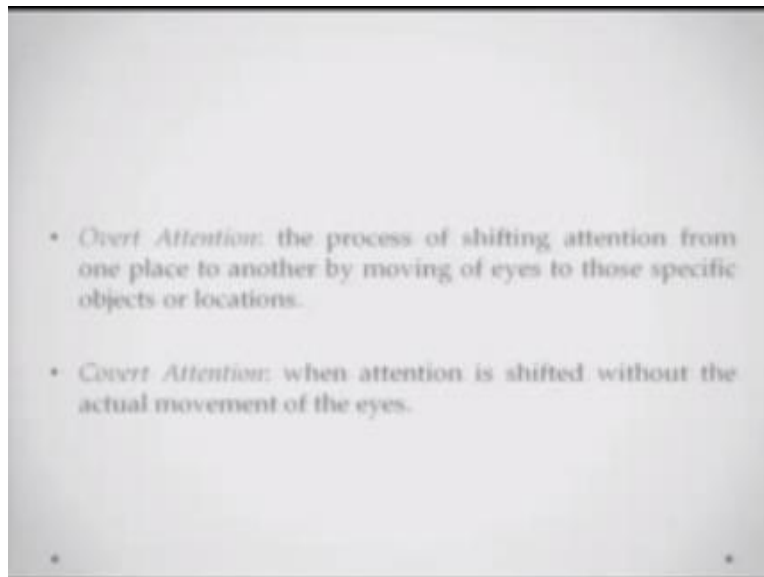 • Overt Attention: the process of shifting attention from
one place to another by moving of eyes to those specific
objects or locations.
• Covert Attention: when attention is shifted without the
actual movement of the eyes.